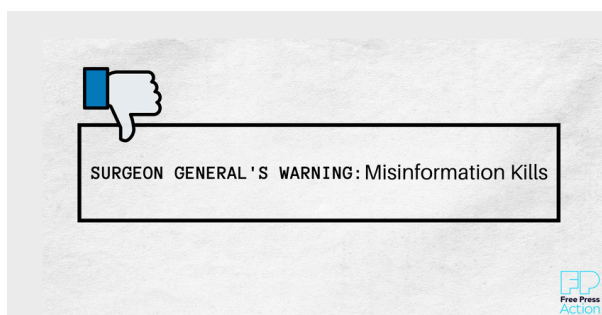 SURGEON GENERAL'S WARNING: Misinformation Kills
FP
Free Press
Action